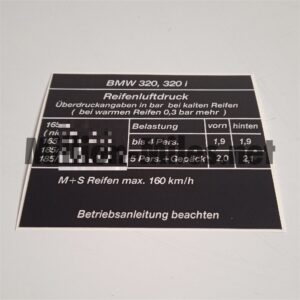 BMW 320, 320 i
Reifenluftdruck
Überdruckangaben in bar bei kalten Reifen
( bei warmen Reifen 0,3 bar mehr )
Belastung vorn hinten
bis 4 Pers. 1,9 1,9
5 Pers. + Gepäck 2,0 2,1
M+S Reifen max. 160 km/h
Betriebsanleitung beachten